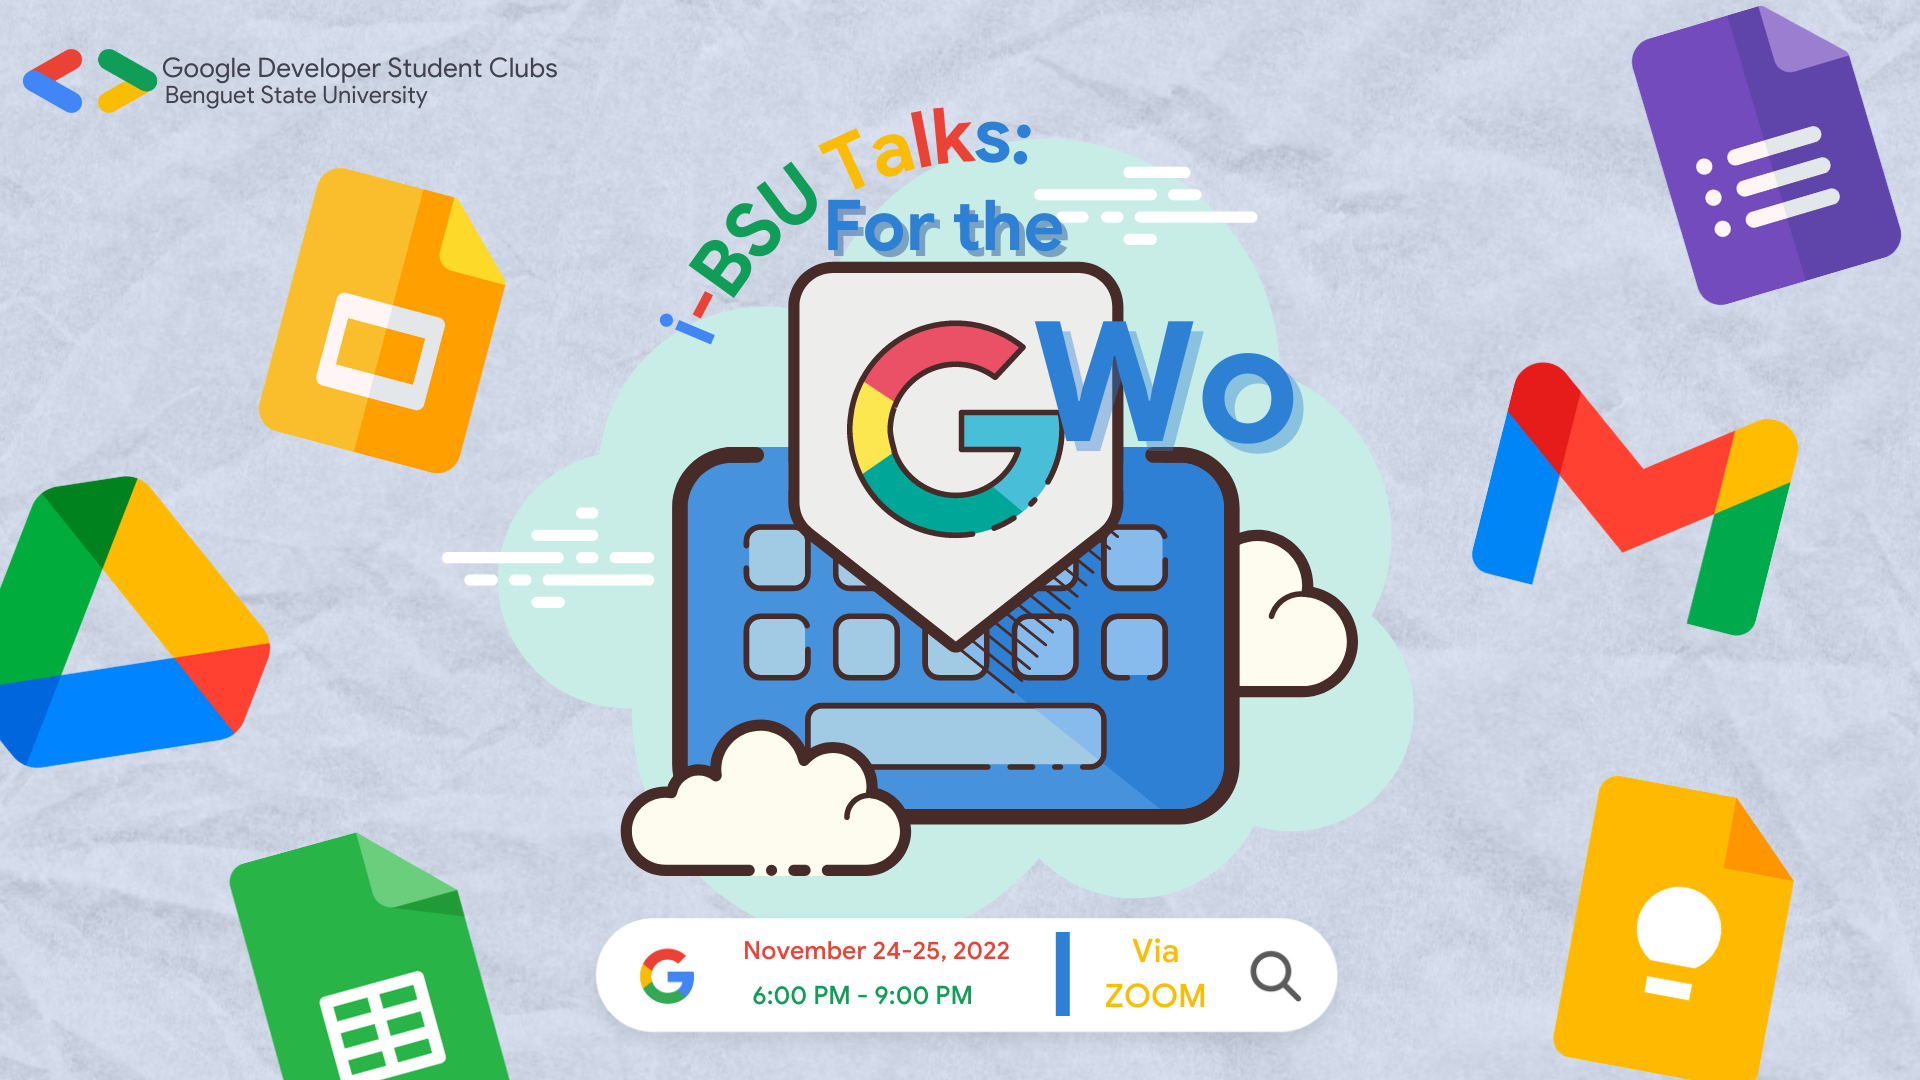 Google Developer Student Clubs
Benguet State University
i-BSU Talks:
For the
G Wo
November 24-25, 2022
6:00 PM - 9:00 PM
Via
ZOOM